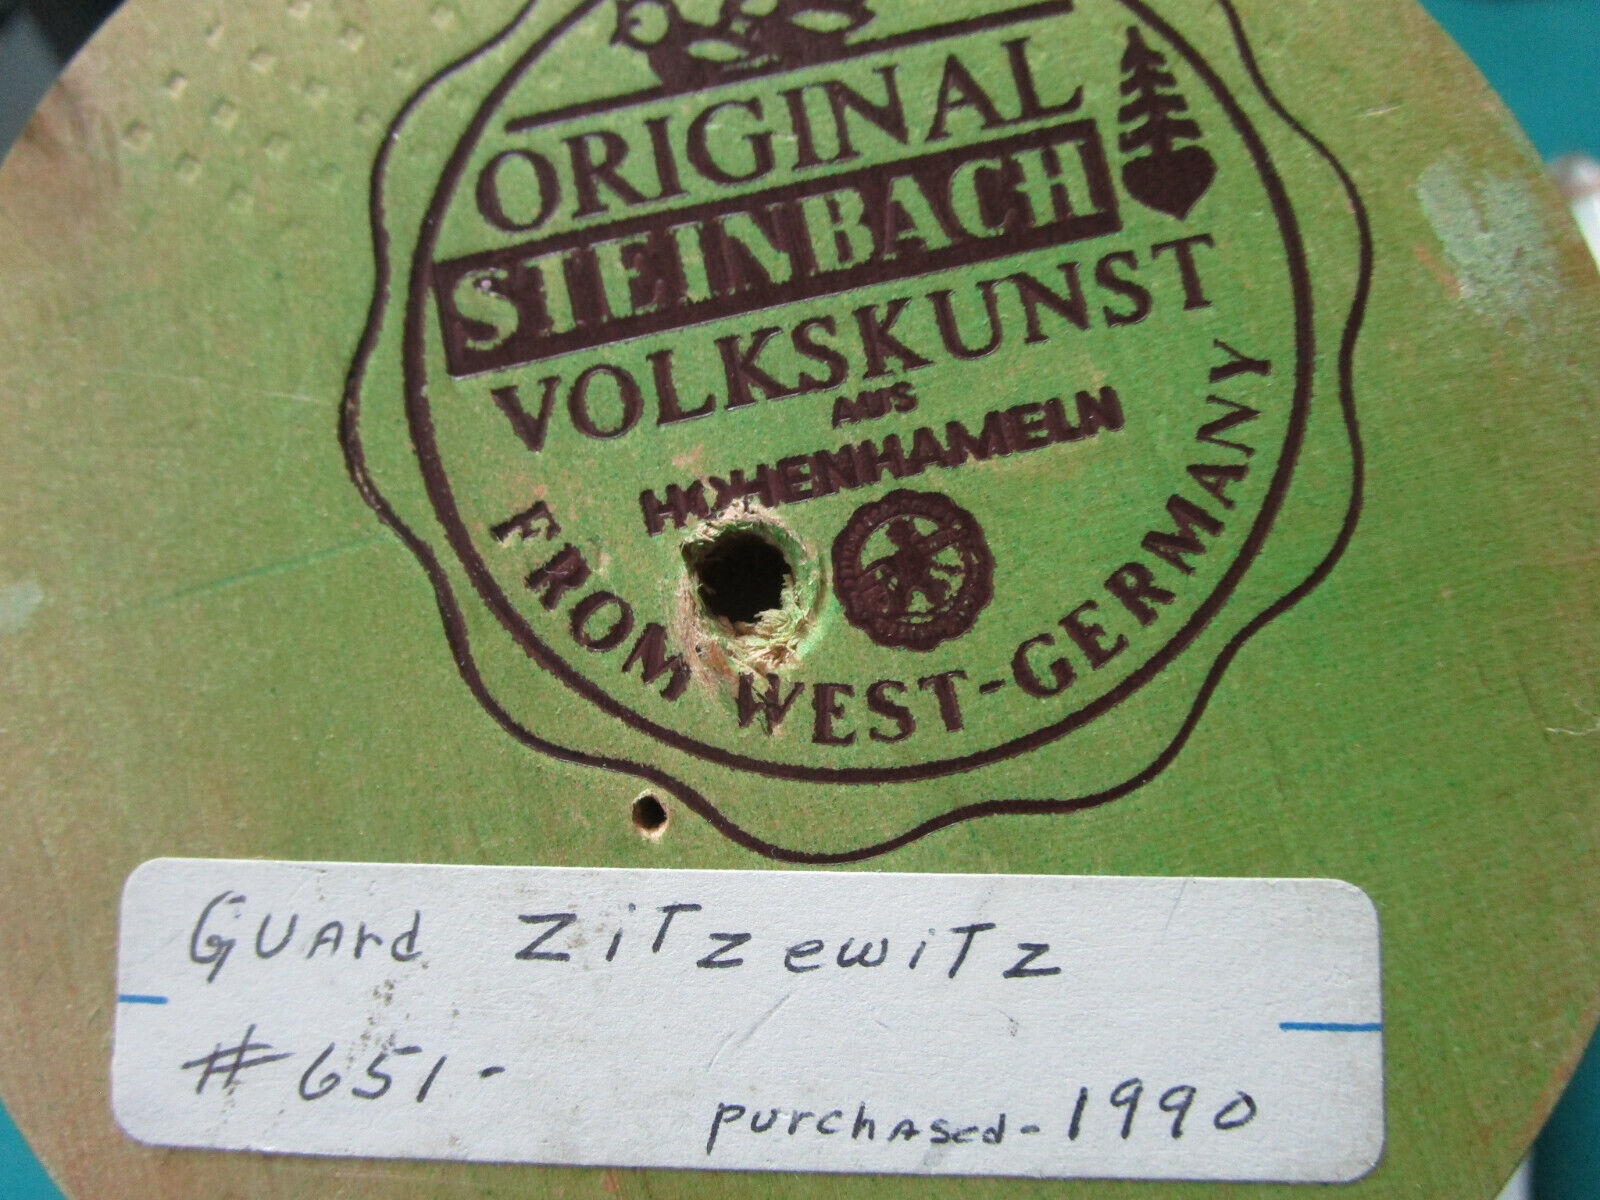 ORIGINAL
STEINBACH
VOLKSKUNST
AUS
HOHENHAMELN
FROM WEST-GERMANY
GUArd ZiTzewiTz
#651-
purchAsed-1990